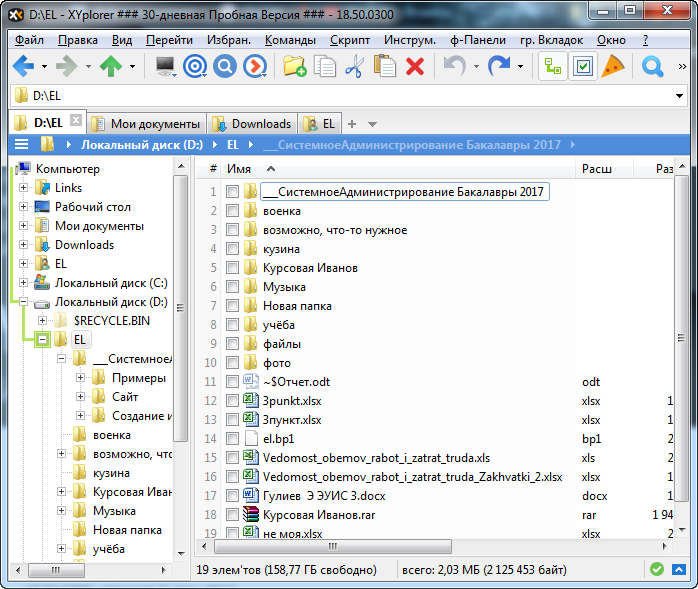 D:\EL - XYplorer ### 30-дневная Пробная Версия ### - 18.50.0300
Файл Правка Вид Перейти Избран. Команды Скрипт Инструм. ф-Панели гр. Вкладок Окно ?
D:\EL
D:\EL Мои документы Downloads EL
Локальный диск (D:) EL ___СистемноеАдминистрирование Бакалавры 2017
Компьютер
Links
Рабочий стол
Мои документы
Downloads
EL
Локальный диск (C:)
Локальный диск (D:)
$RECYCLE.BIN
EL
___СистемноеА
Примеры
Сайт
Создание и
военка
возможно, что
кузина
Курсовая Иван
Музыка
Новая папка
учёба
# Имя Расш Раз
1 ___СистемноеАдминистрирование Бакалавры 2017
2 военка
3 возможно, что-то нужное
4 кузина
5 Курсовая Иванов
6 Музыка
7 Новая папка
8 учёба
9 файлы
10 фото
11 ~$Отчет.odt odt
12 3punkt.xlsx xlsx 1
13 3пункт.xlsx xlsx 1
14 el.bp1 bp1 2
15 Vedomost_obemov_rabot_i_zatrat_truda.xls xls 2
16 Vedomost_obemov_rabot_i_zatrat_truda_Zakhvatki_2.xlsx xlsx 1
17 Гулиев Э ЭУИС 3.docx docx 1
18 Курсовая Иванов.rar rar 1 94
19 не моя.xlsx xlsx 2
19 элем'тов (158,77 ГБ свободно) всего: 2,03 МБ (2 125 453 байт)